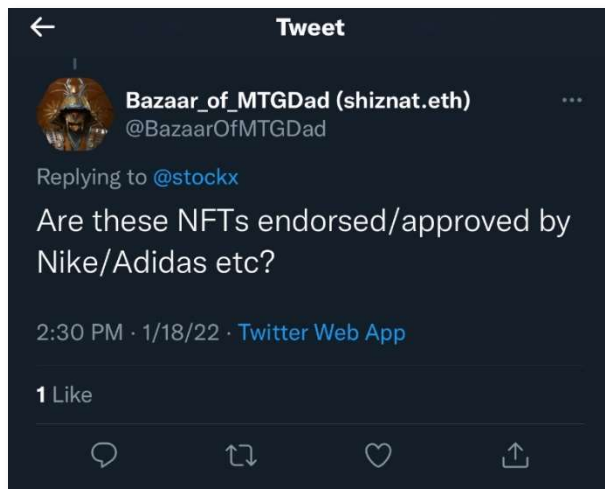 Tweet
Bazaar_of_MTGDad (shiznat.eth)
@BazaarOfMTGDad
Replying to @stockx
Are these NFTs endorsed/approved by
Nike/Adidas etc?
2:30 PM · 1/18/22 · Twitter Web App
1 Like